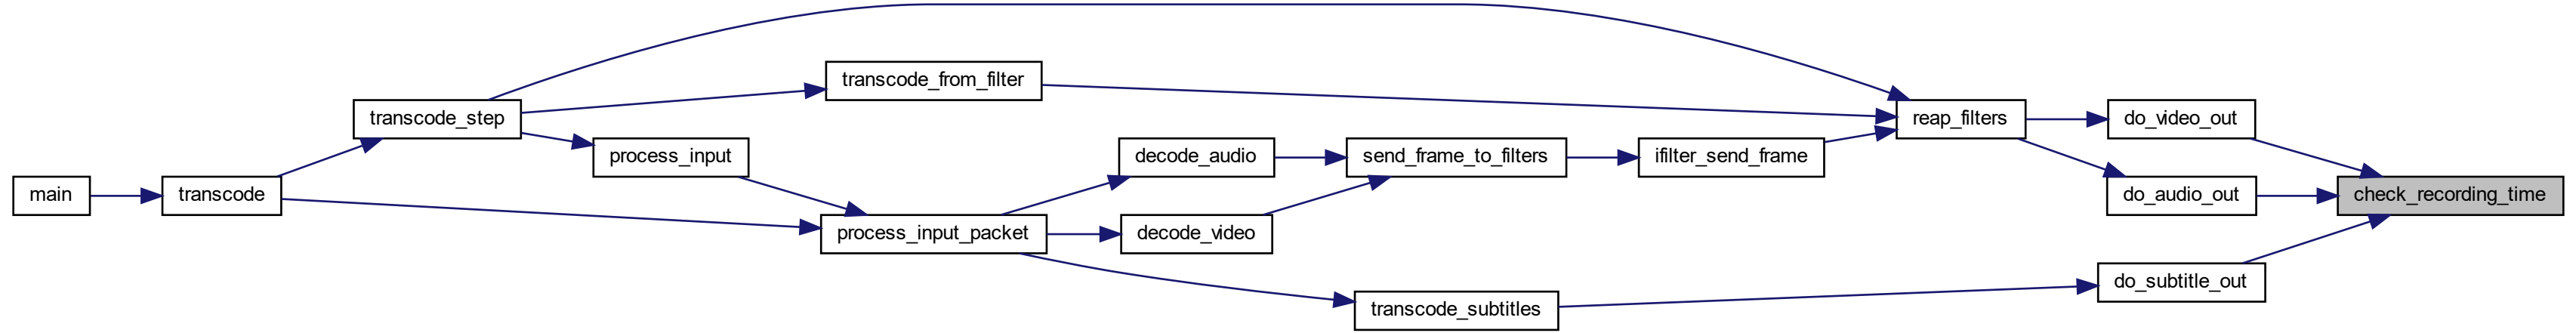 main
transcode
transcode_step
process_input
transcode_from_filter
process_input_packet
decode_audio
decode_video
transcode_subtitles
send_frame_to_filters
ifilter_send_frame
reap_filters
do_video_out
do_audio_out
do_subtitle_out
check_recording_time